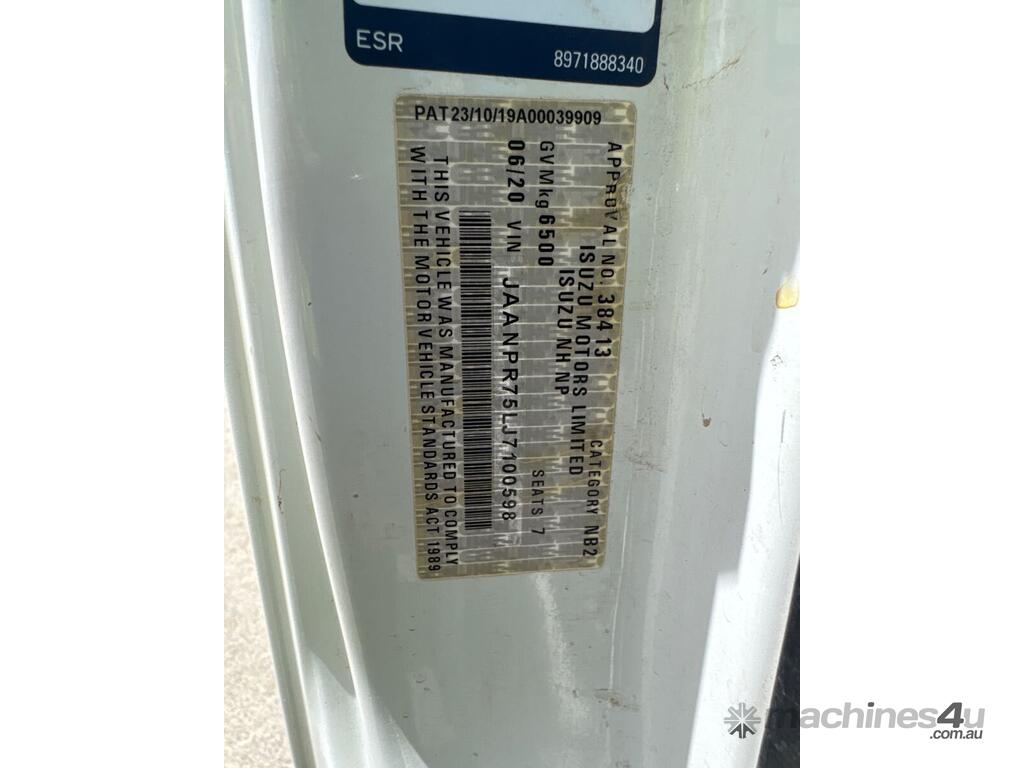 ESR
8971888340
PAT23/10/19A00039909
APPROVAL NO. 38413 CATEGORY NB2
ISUZU MOTORS LIMITED
ISUZU NH NP
GVMkg 6500 SEATS 7
06/20 VIN JAANPR75LJ7100598
THIS VEHICLE WAS MANUFACTURED TO COMPLY
WITH THE MOTOR VEHICLE STANDARDS ACT 1989
machines4u
.com.au